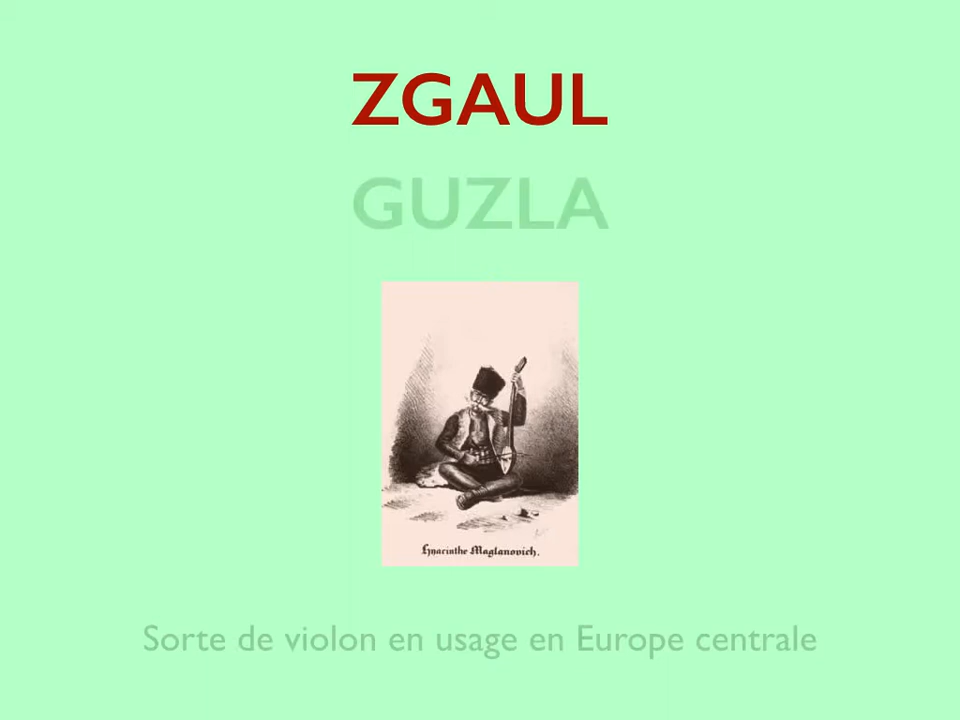 ZGAUL
GUZLA
Hyacinthe Maglanovich.
Sorte de violon en usage en Europe centrale